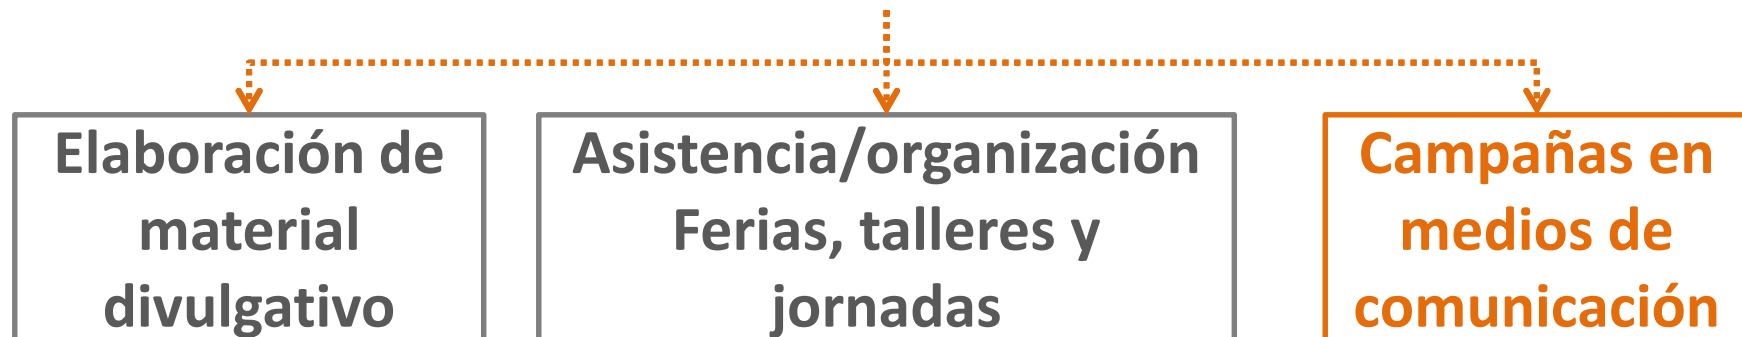 Elaboración de
material
divulgativo
Asistencia/organización
Ferias, talleres y
jornadas
Campañas en
medios de
comunicación